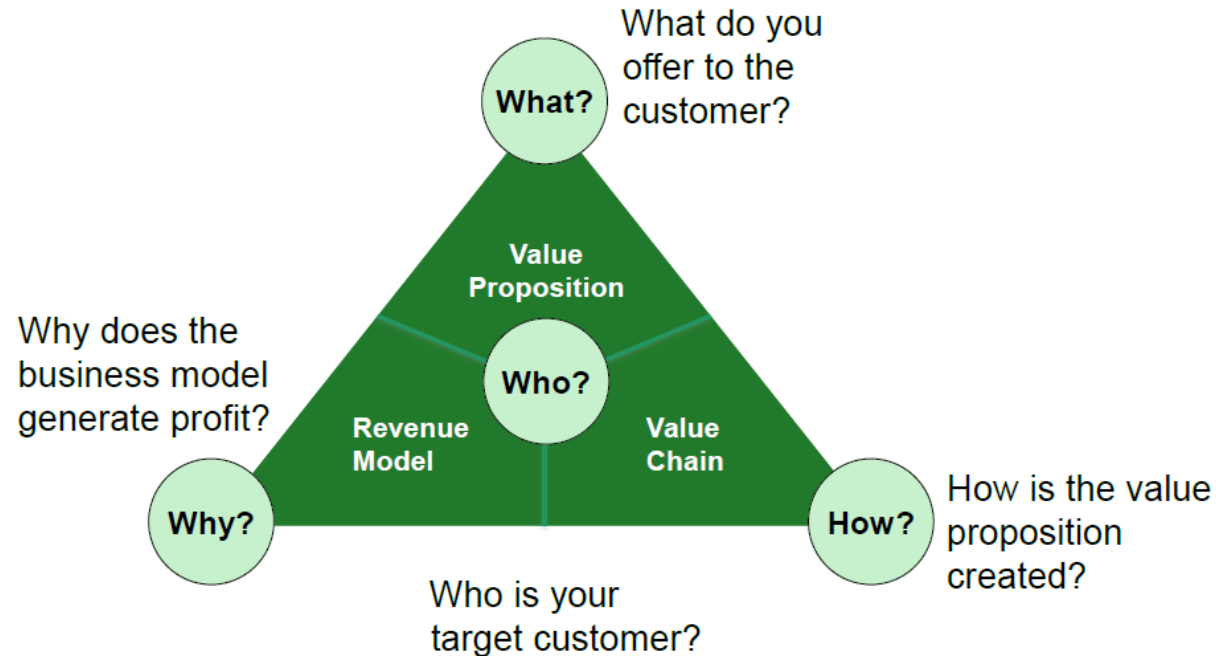 What do you
offer to the
customer?
What?
Value
Proposition
Why does the
business model
generate profit?
Who?
Revenue
Model
Value
Chain
Why?
How?
How is the value
proposition
created?
Who is your
target customer?